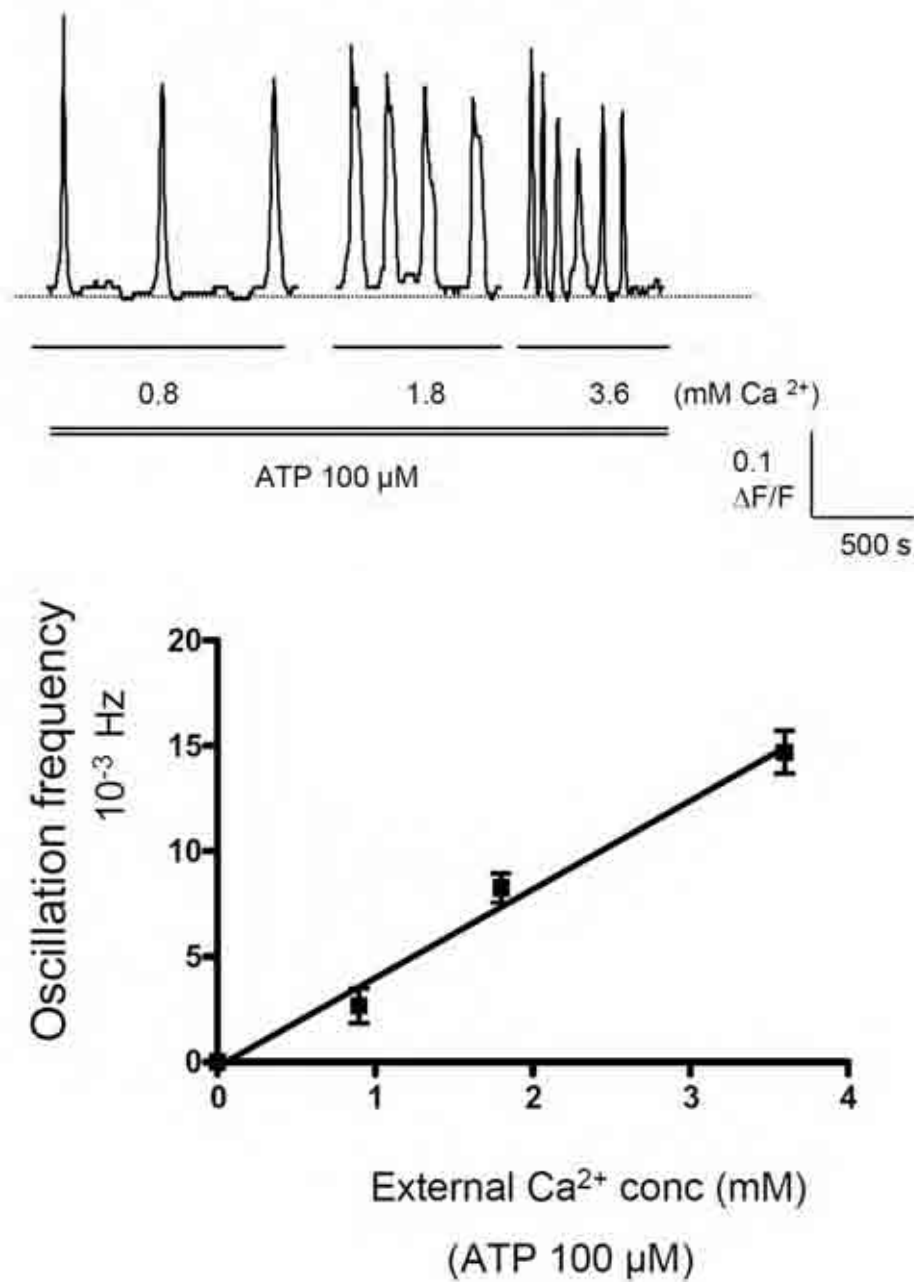 0.8 1.8 3.6 (mM Ca ²⁺)
ATP 100 µM
0.1
ΔF/F
500 s
Oscillation frequency
10⁻³ Hz
20
15
10
5
0
0 1 2 3 4
External Ca²⁺ conc (mM)
(ATP 100 µM)